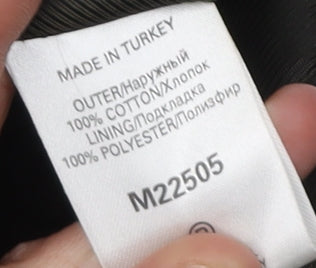 MADE IN TURKEY
OUTER/Наружный
100% COTTON/Хлопок
LINING/Подкладка
100% POLYESTER/Полиэфир
M22505